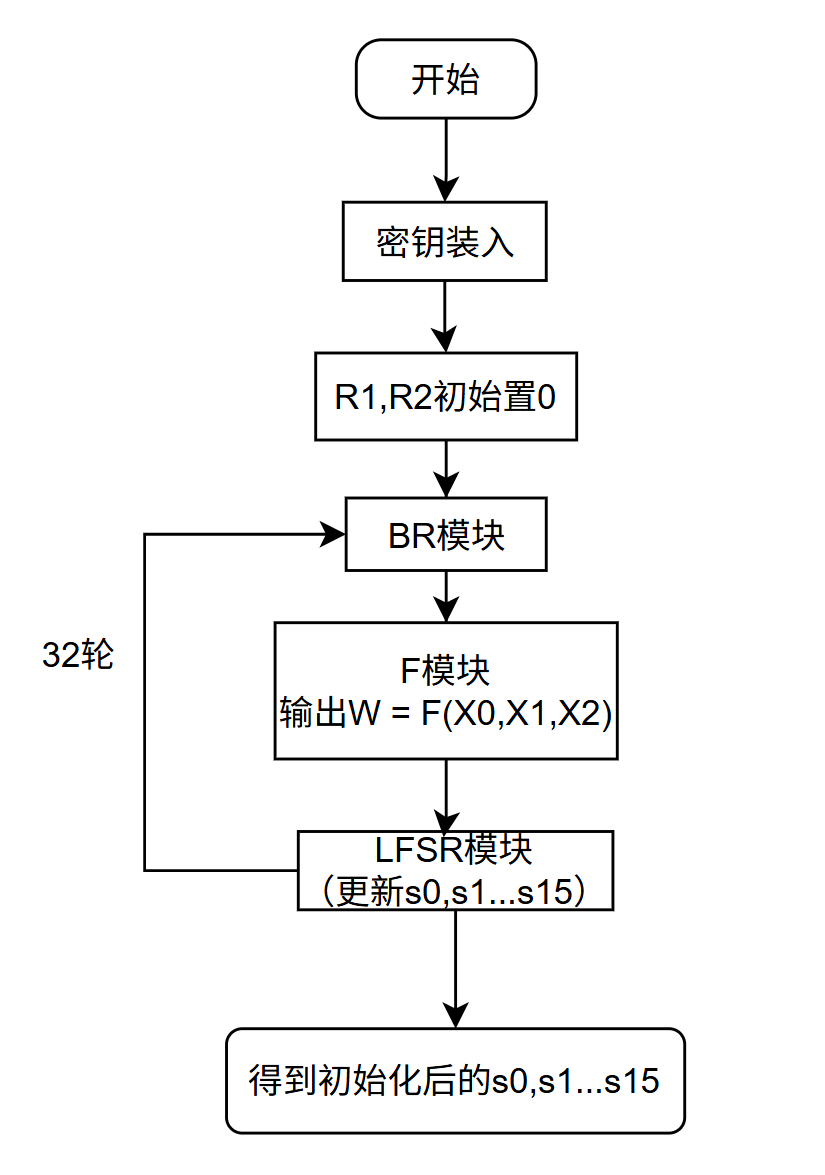 开始
密钥装入
R1,R2初始置0
BR模块
32轮
F模块
输出W = F(X0,X1,X2)
LFSR模块
（更新s0,s1...s15）
得到初始化后的s0,s1...s15